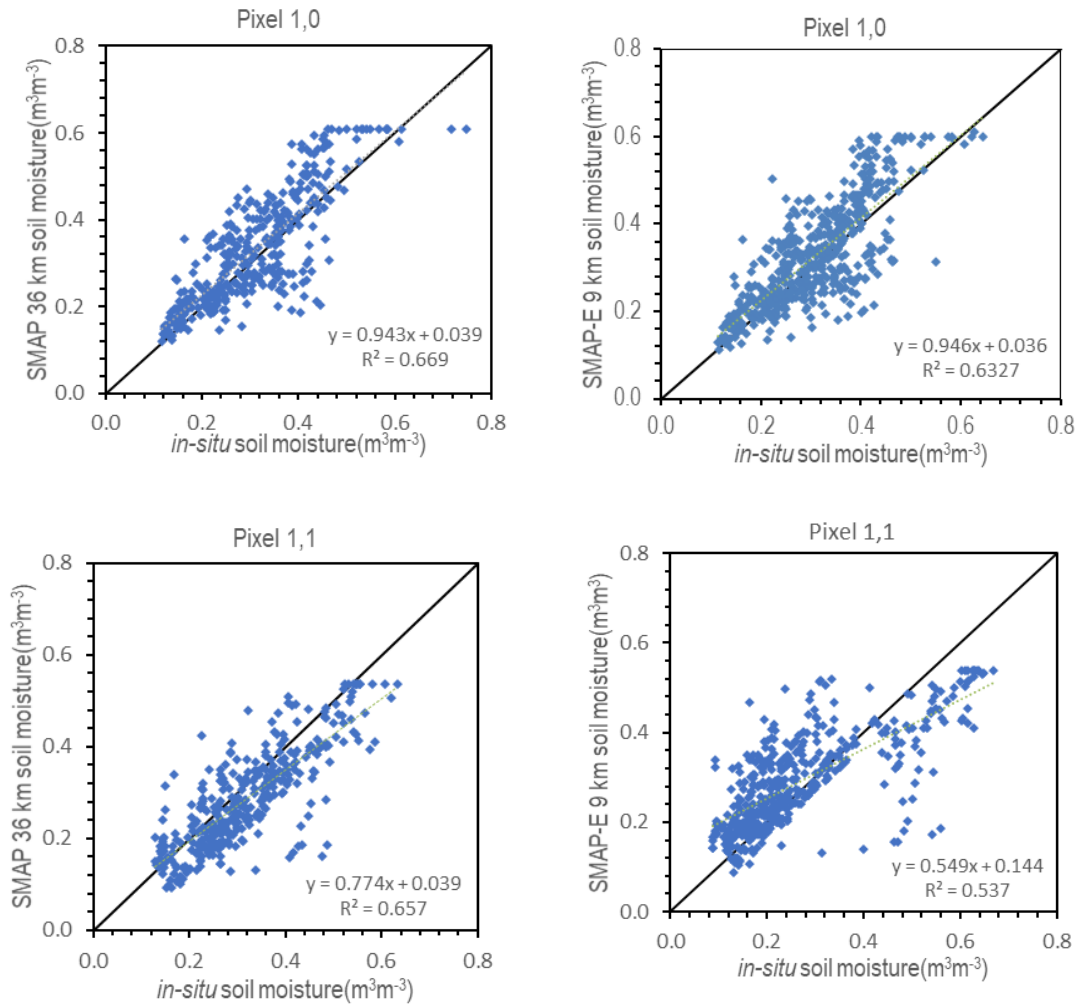 Pixel 1,0
SMAP 36 km soil moisture(m³m⁻³)
0.8
0.6
0.4
0.2
0.0
y = 0.943x + 0.039
R² = 0.669
0.0 0.2 0.4 0.6 0.8
in-situ soil moisture(m³m⁻³)
Pixel 1,0
SMAP-E 9 km soil moisture(m³m⁻³)
0.8
0.6
0.4
0.2
0.0
y = 0.946x + 0.036
R² = 0.6327
0.0 0.2 0.4 0.6 0.8
in-situ soil moisture(m³m⁻³)
Pixel 1,1
SMAP 36 km soil moisture(m³m⁻³)
0.8
0.6
0.4
0.2
0.0
y = 0.774x + 0.039
R² = 0.657
0.0 0.2 0.4 0.6 0.8
in-situ soil moisture(m³m⁻³)
Pixel 1,1
SMAP-E 9 km soil moisture(m³m³)
0.8
0.6
0.4
0.2
0.0
y = 0.549x + 0.144
R² = 0.537
0.0 0.2 0.4 0.6 0.8
in-situ soil moisture(m³m⁻³)